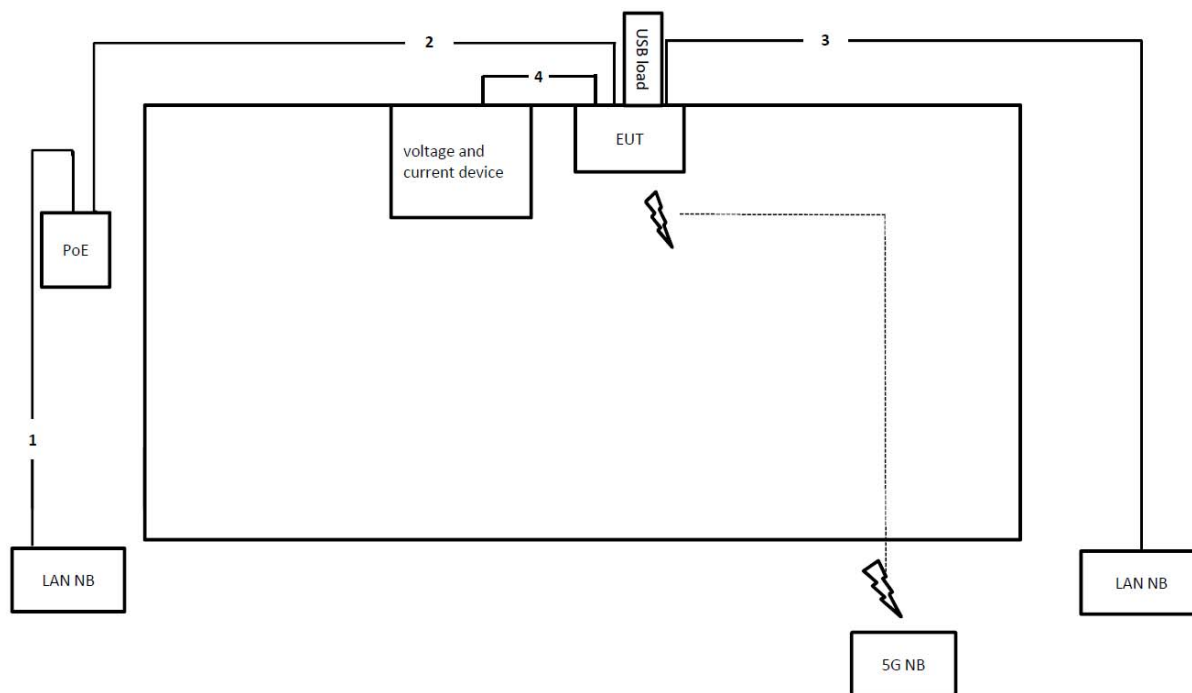 2
USB load
3
4
voltage and
current device
EUT
PoE
1
LAN NB
LAN NB
5G NB